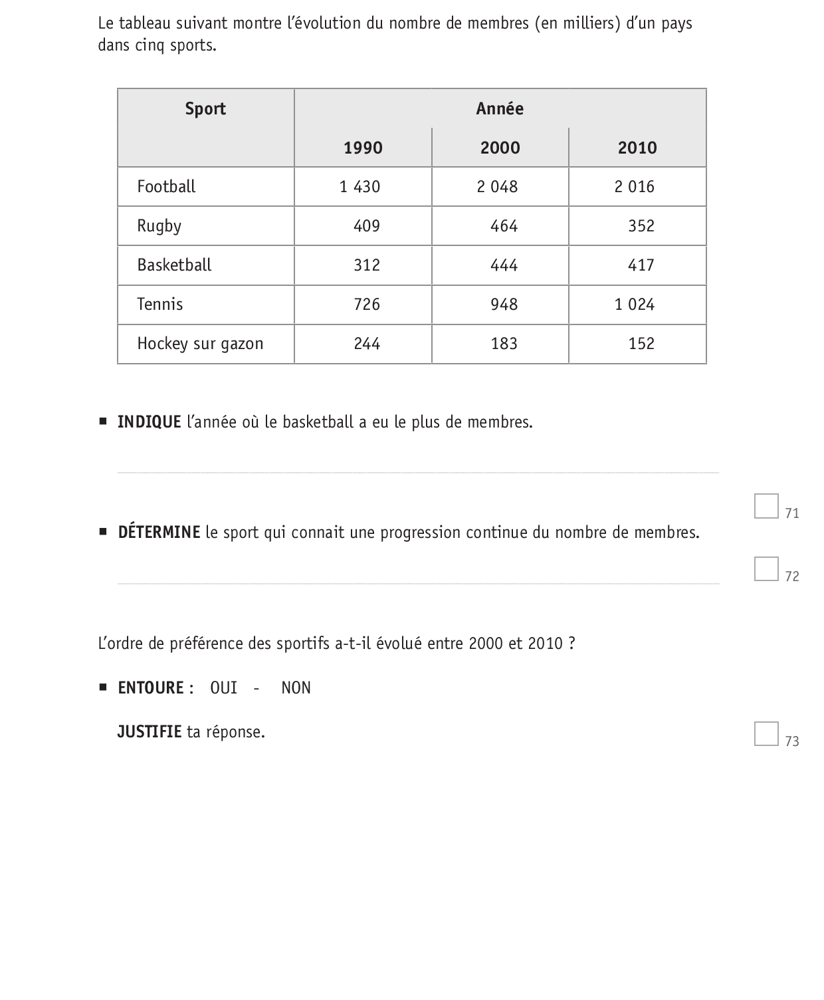 Le tableau suivant montre l’évolution du nombre de membres (en milliers) d’un pays
dans cinq sports.
Sport Année
1990 2000 2010
Football 1 430 2 048 2 016
Rugby 409 464 352
Basketball 312 444 417
Tennis 726 948 1 024
Hockey sur gazon 244 183 152
■ INDIQUE l’année où le basketball a eu le plus de membres.
71
■ DÉTERMINE le sport qui connait une progression continue du nombre de membres.
72
L’ordre de préférence des sportifs a-t-il évolué entre 2000 et 2010 ?
■ ENTOURE : OUI - NON
JUSTIFIE ta réponse.
73